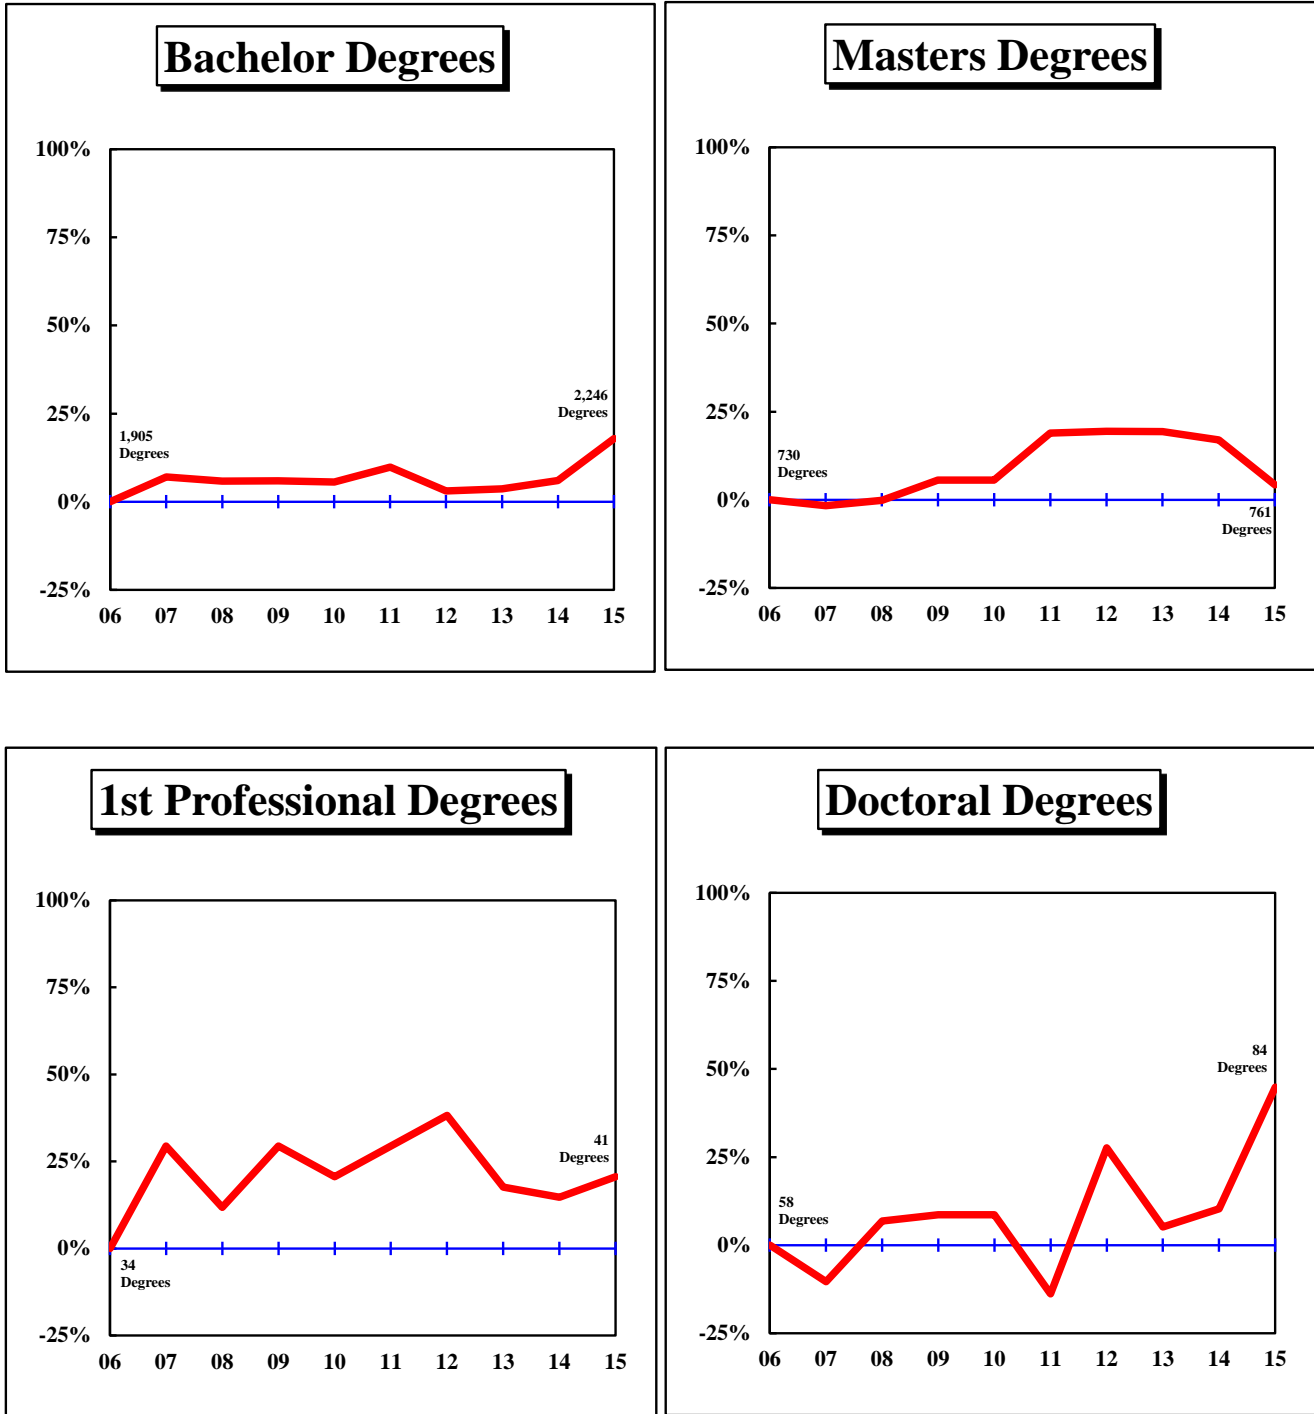 Bachelor Degrees
100%
75%
50%
25%
0%
-25%
1,905
Degrees
2,246
Degrees
06 07 08 09 10 11 12 13 14 15
Masters Degrees
100%
75%
50%
25%
0%
-25%
730
Degrees
761
Degrees
06 07 08 09 10 11 12 13 14 15
1st Professional Degrees
100%
75%
50%
25%
0%
-25%
34
Degrees
41
Degrees
06 07 08 09 10 11 12 13 14 15
Doctoral Degrees
100%
75%
50%
25%
0%
-25%
58
Degrees
84
Degrees
06 07 08 09 10 11 12 13 14 15